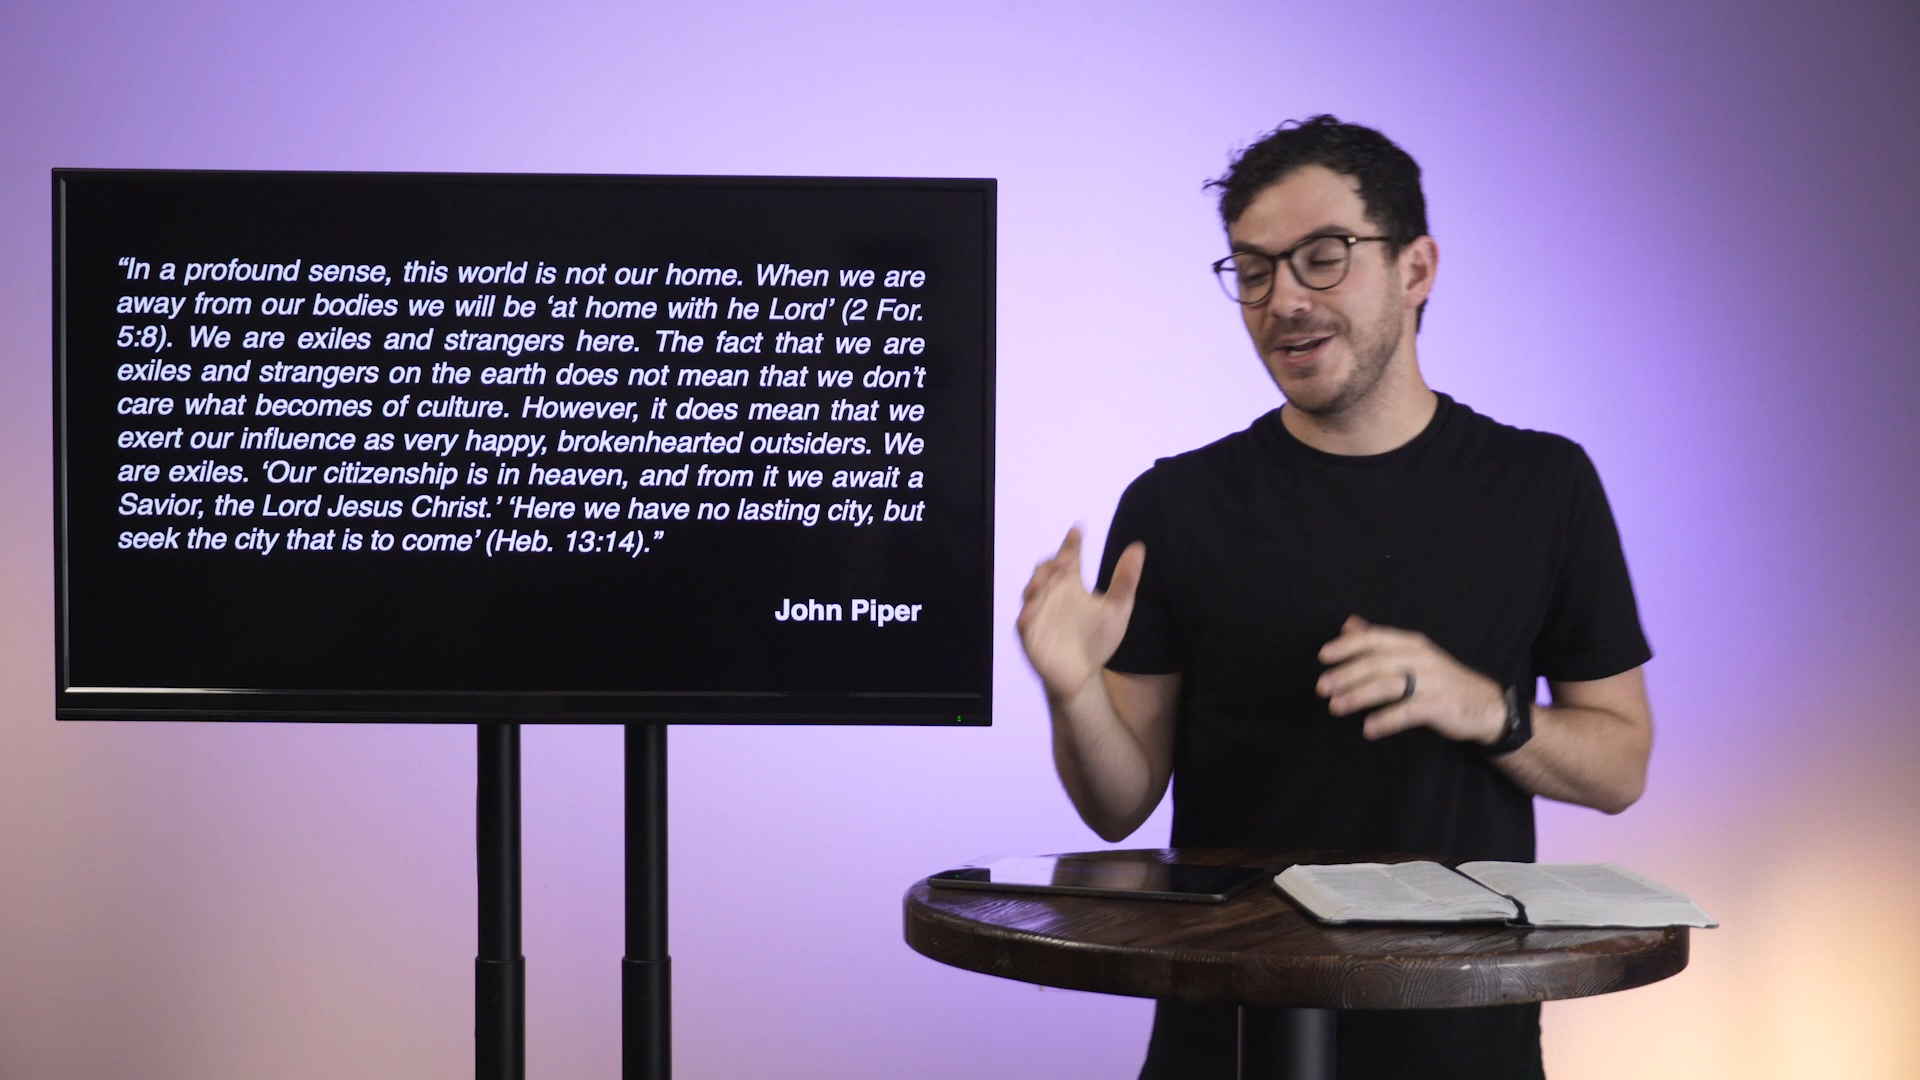 “In a profound sense, this world is not our home. When we are
away from our bodies we will be ‘at home with he Lord’ (2 For.
5:8). We are exiles and strangers here. The fact that we are
exiles and strangers on the earth does not mean that we don’t
care what becomes of culture. However, it does mean that we
exert our influence as very happy, brokenhearted outsiders. We
are exiles. ‘Our citizenship is in heaven, and from it we await a
Savior, the Lord Jesus Christ.’ ‘Here we have no lasting city, but
seek the city that is to come’ (Heb. 13:14).”
John Piper